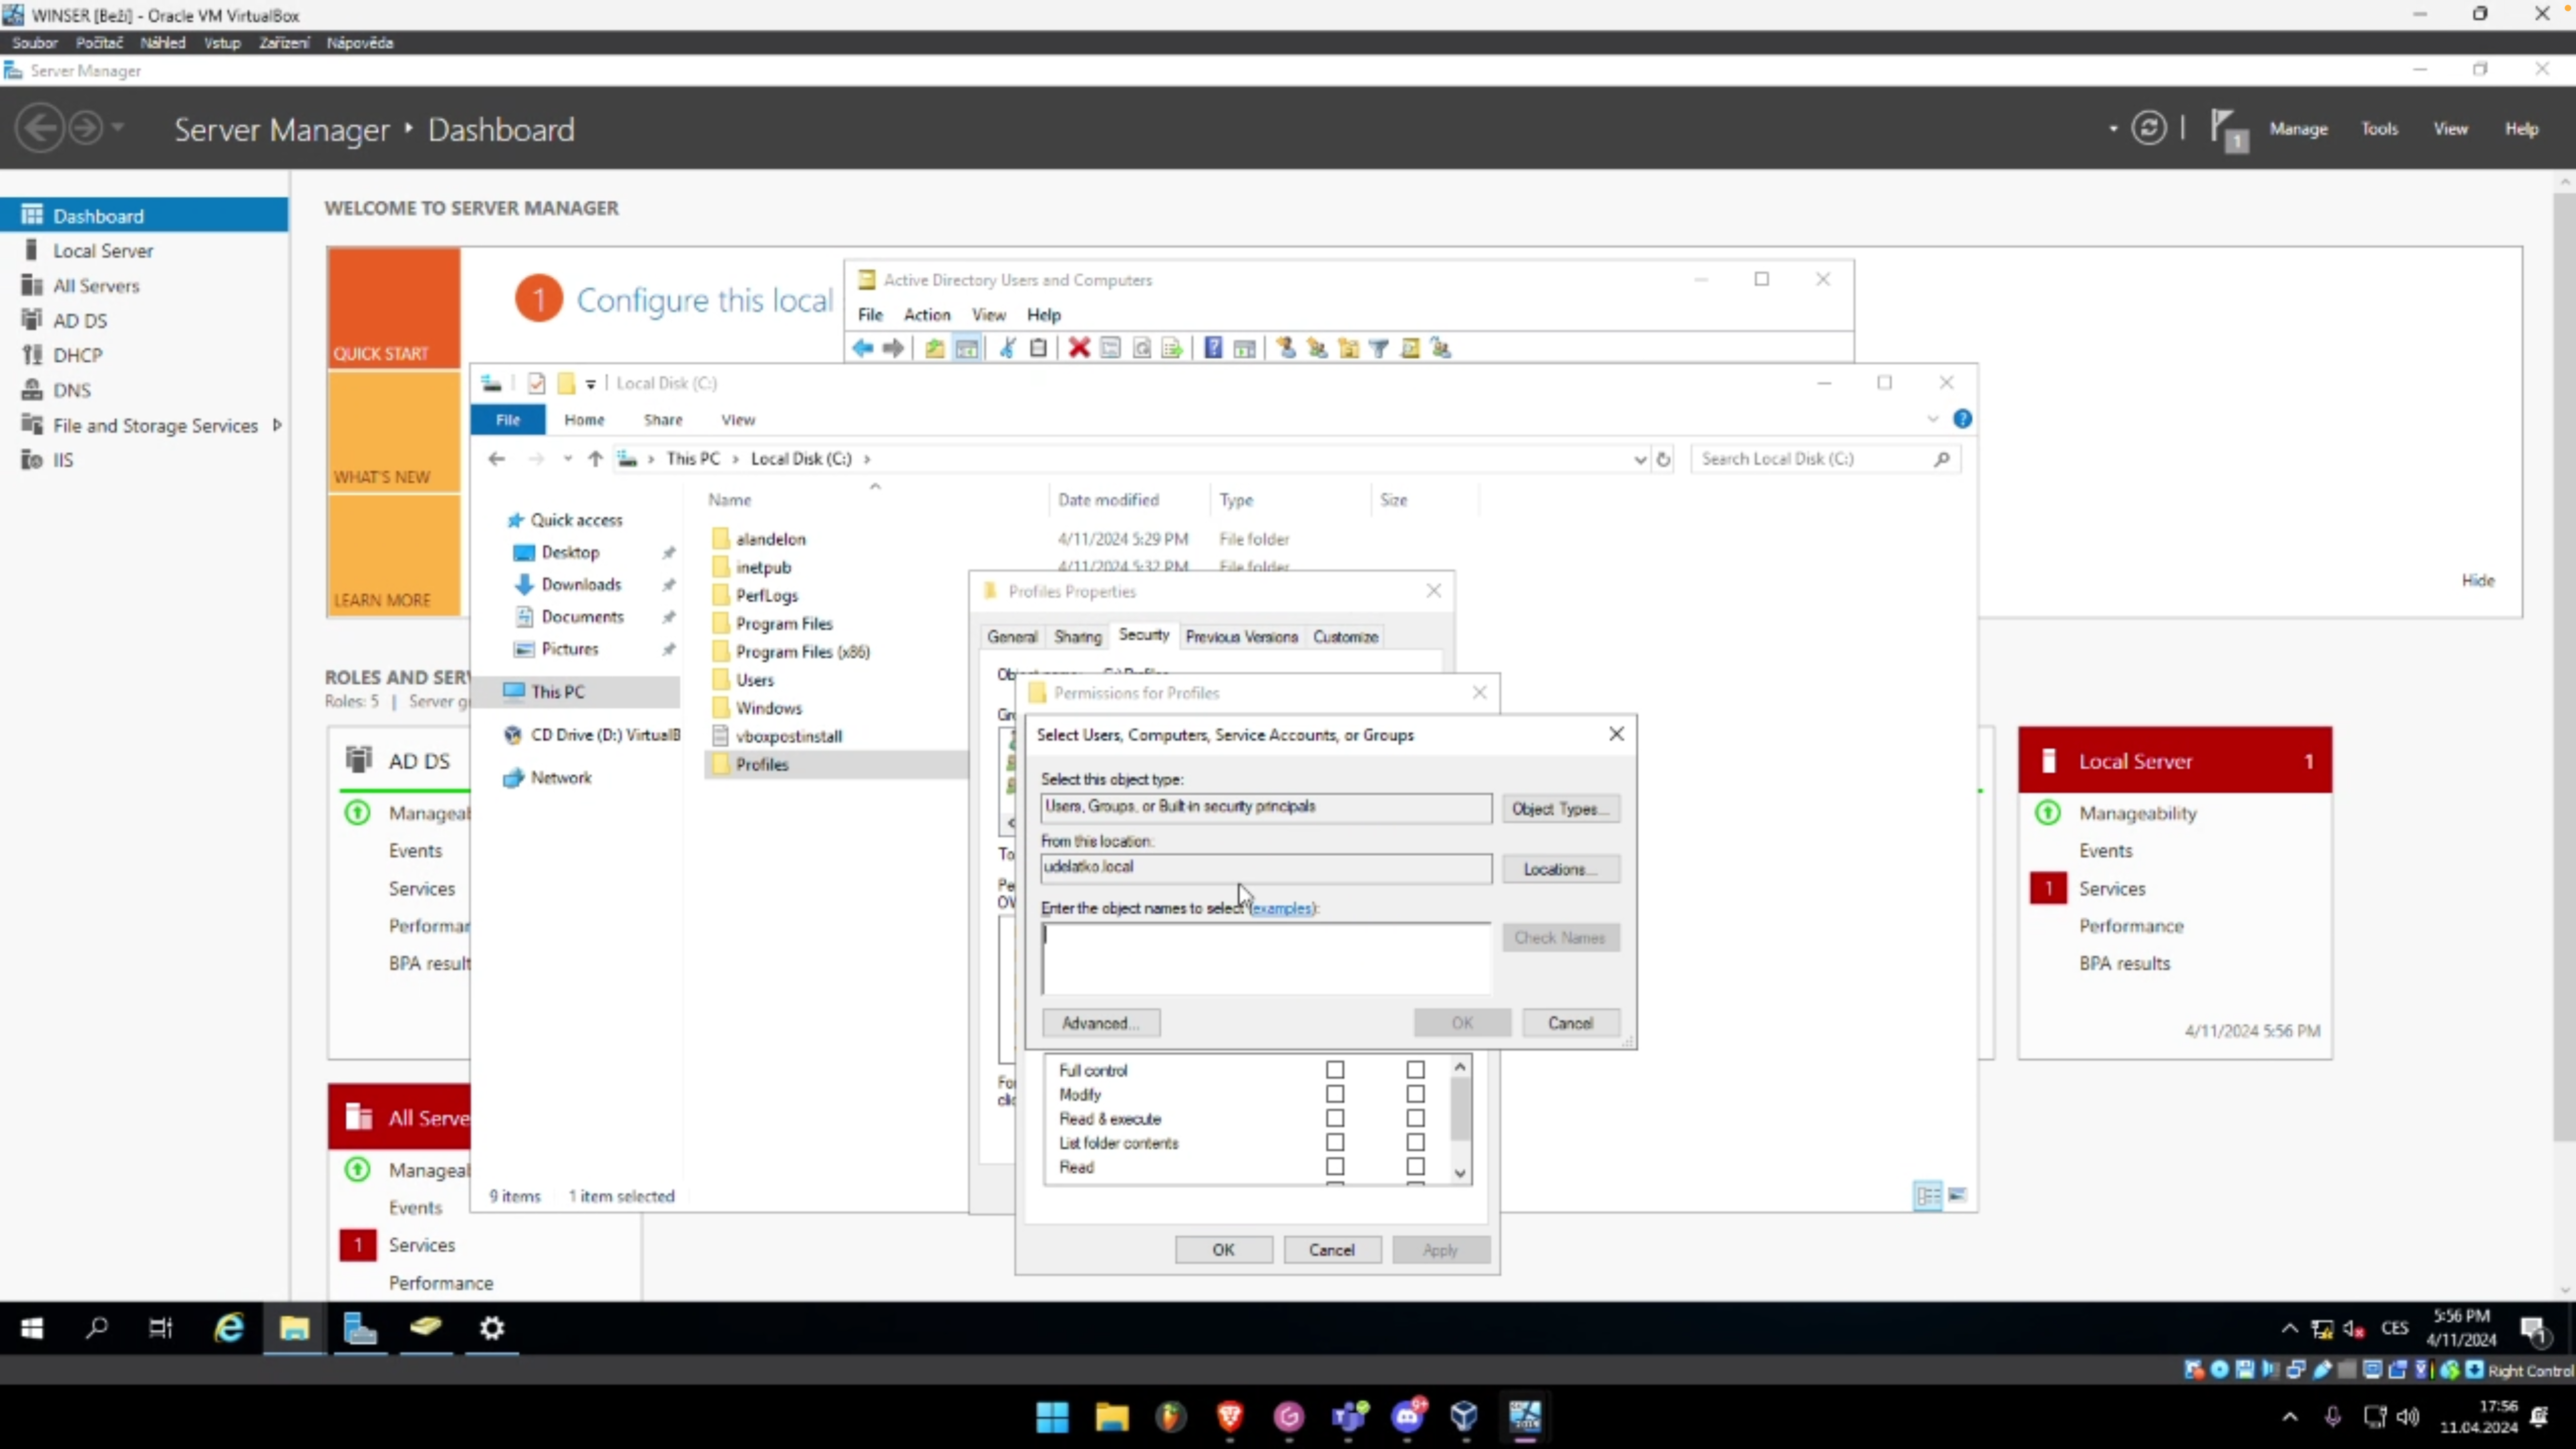 WINSER [Beží] - Oracle VM VirtualBox
Soubor Počítač Náhled Vstup Zařízení Nápověda
Server Manager
Server Manager ‣ Dashboard
1 Manage Tools View Help
Dashboard
Local Server
All Servers
AD DS
DHCP
DNS
File and Storage Services
IIS
WELCOME TO SERVER MANAGER
QUICK START
WHAT'S NEW
LEARN MORE
1 Configure this local
Hide
Active Directory Users and Computers
File Action View Help
Local Disk (C:)
File Home Share View
This PC › Local Disk (C:) ›
Search Local Disk (C:)
Quick access
Desktop
Downloads
Documents
Pictures
This PC
CD Drive (D:) VirtualB
Network
Name Date modified Type Size
alandelon 4/11/2024 5:29 PM File folder
inetpub 4/11/2024 5:32 PM File folder
PerfLogs
Program Files
Program Files (x86)
Users
Windows
vboxpostinstall
Profiles
9 items 1 item selected
Profiles Properties
General Sharing Security Previous Versions Customize
Permissions for Profiles
Select Users, Computers, Service Accounts, or Groups
Select this object type:
Users, Groups, or Built-in security principals
Object Types...
From this location:
udelatko.local
Locations...
Enter the object names to select (examples):
Check Names
Advanced... OK Cancel
Full control
Modify
Read & execute
List folder contents
Read
OK Cancel Apply
ROLES AND SERV
Roles: 5 | Server g
AD DS
Manageab
Events
Services
Performar
BPA result
All Serve
Manageab
Events
1 Services
Performance
Local Server 1
Manageability
Events
1 Services
Performance
BPA results
4/11/2024 5:56 PM
CES
5:56 PM
4/11/2024
1
Right Control
9+
2019
17:56
11.04.2024